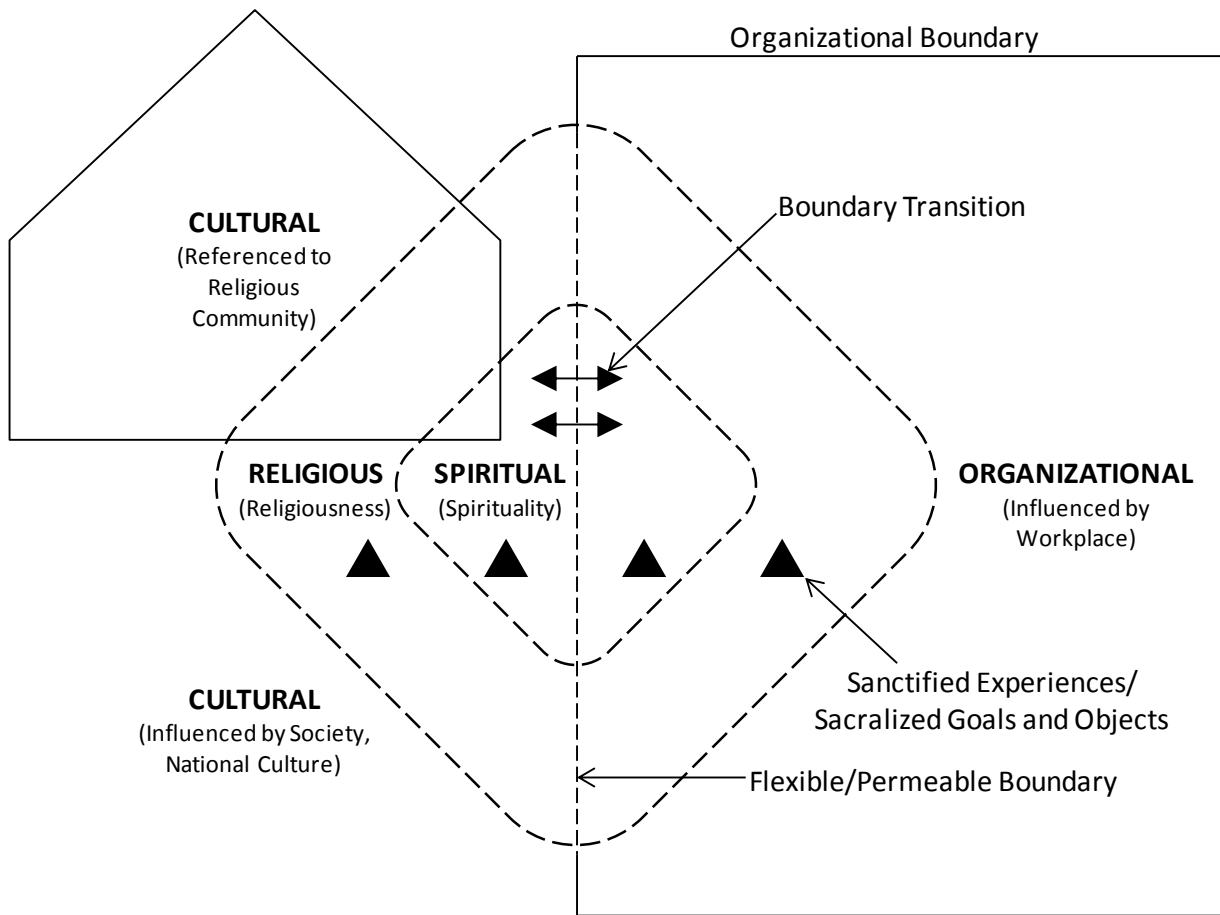 Organizational Boundary
Boundary Transition
CULTURAL
(Referenced to
Religious
Community)
RELIGIOUS
(Religiousness)
SPIRITUAL
(Spirituality)
ORGANIZATIONAL
(Influenced by
Workplace)
Sanctified Experiences/
Sacralized Goals and Objects
CULTURAL
(Influenced by Society,
National Culture)
Flexible/Permeable Boundary